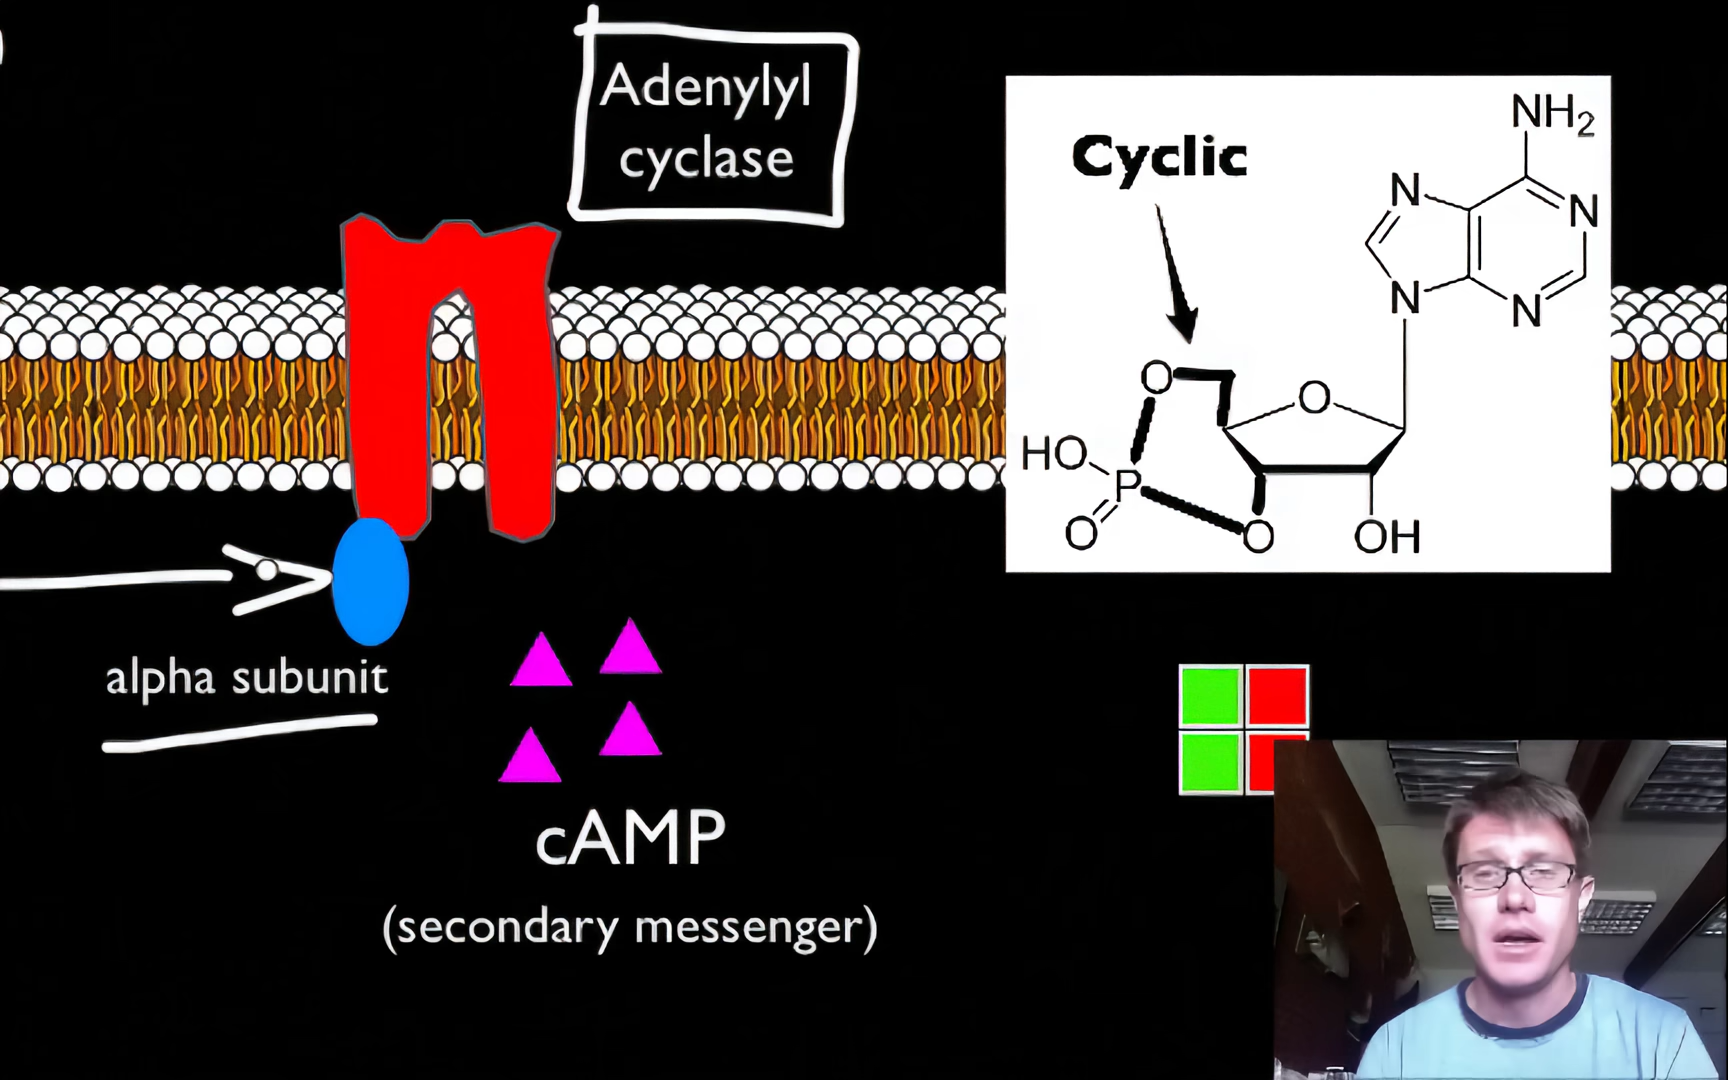 Adenylyl
cyclase
Cyclic
NH₂
N
N
N
N
O
O
HO
P
O
O
OH
alpha subunit
cAMP
(secondary messenger)